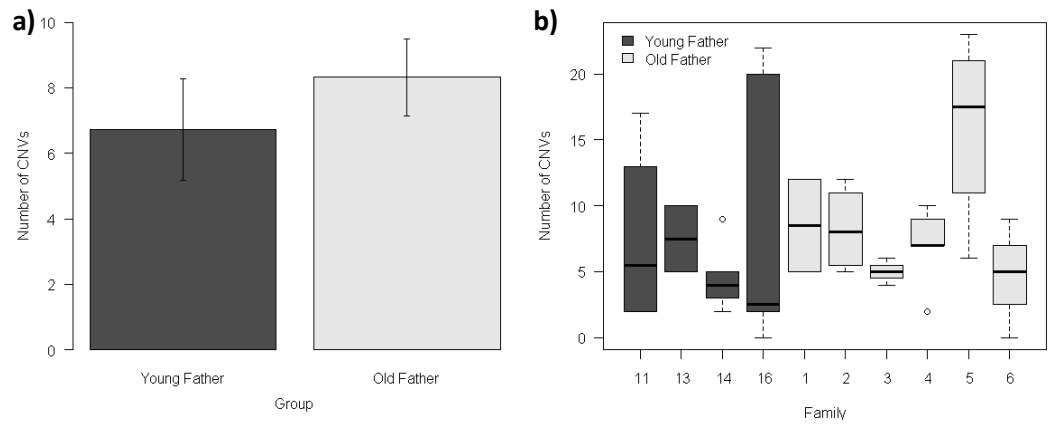 a)
10
8
6
4
2
0
Number of CNVs
Young Father
Old Father
Group
b)
Young Father
Old Father
20
15
10
5
0
Number of CNVs
11 13 14 16 1 2 3 4 5 6
Family